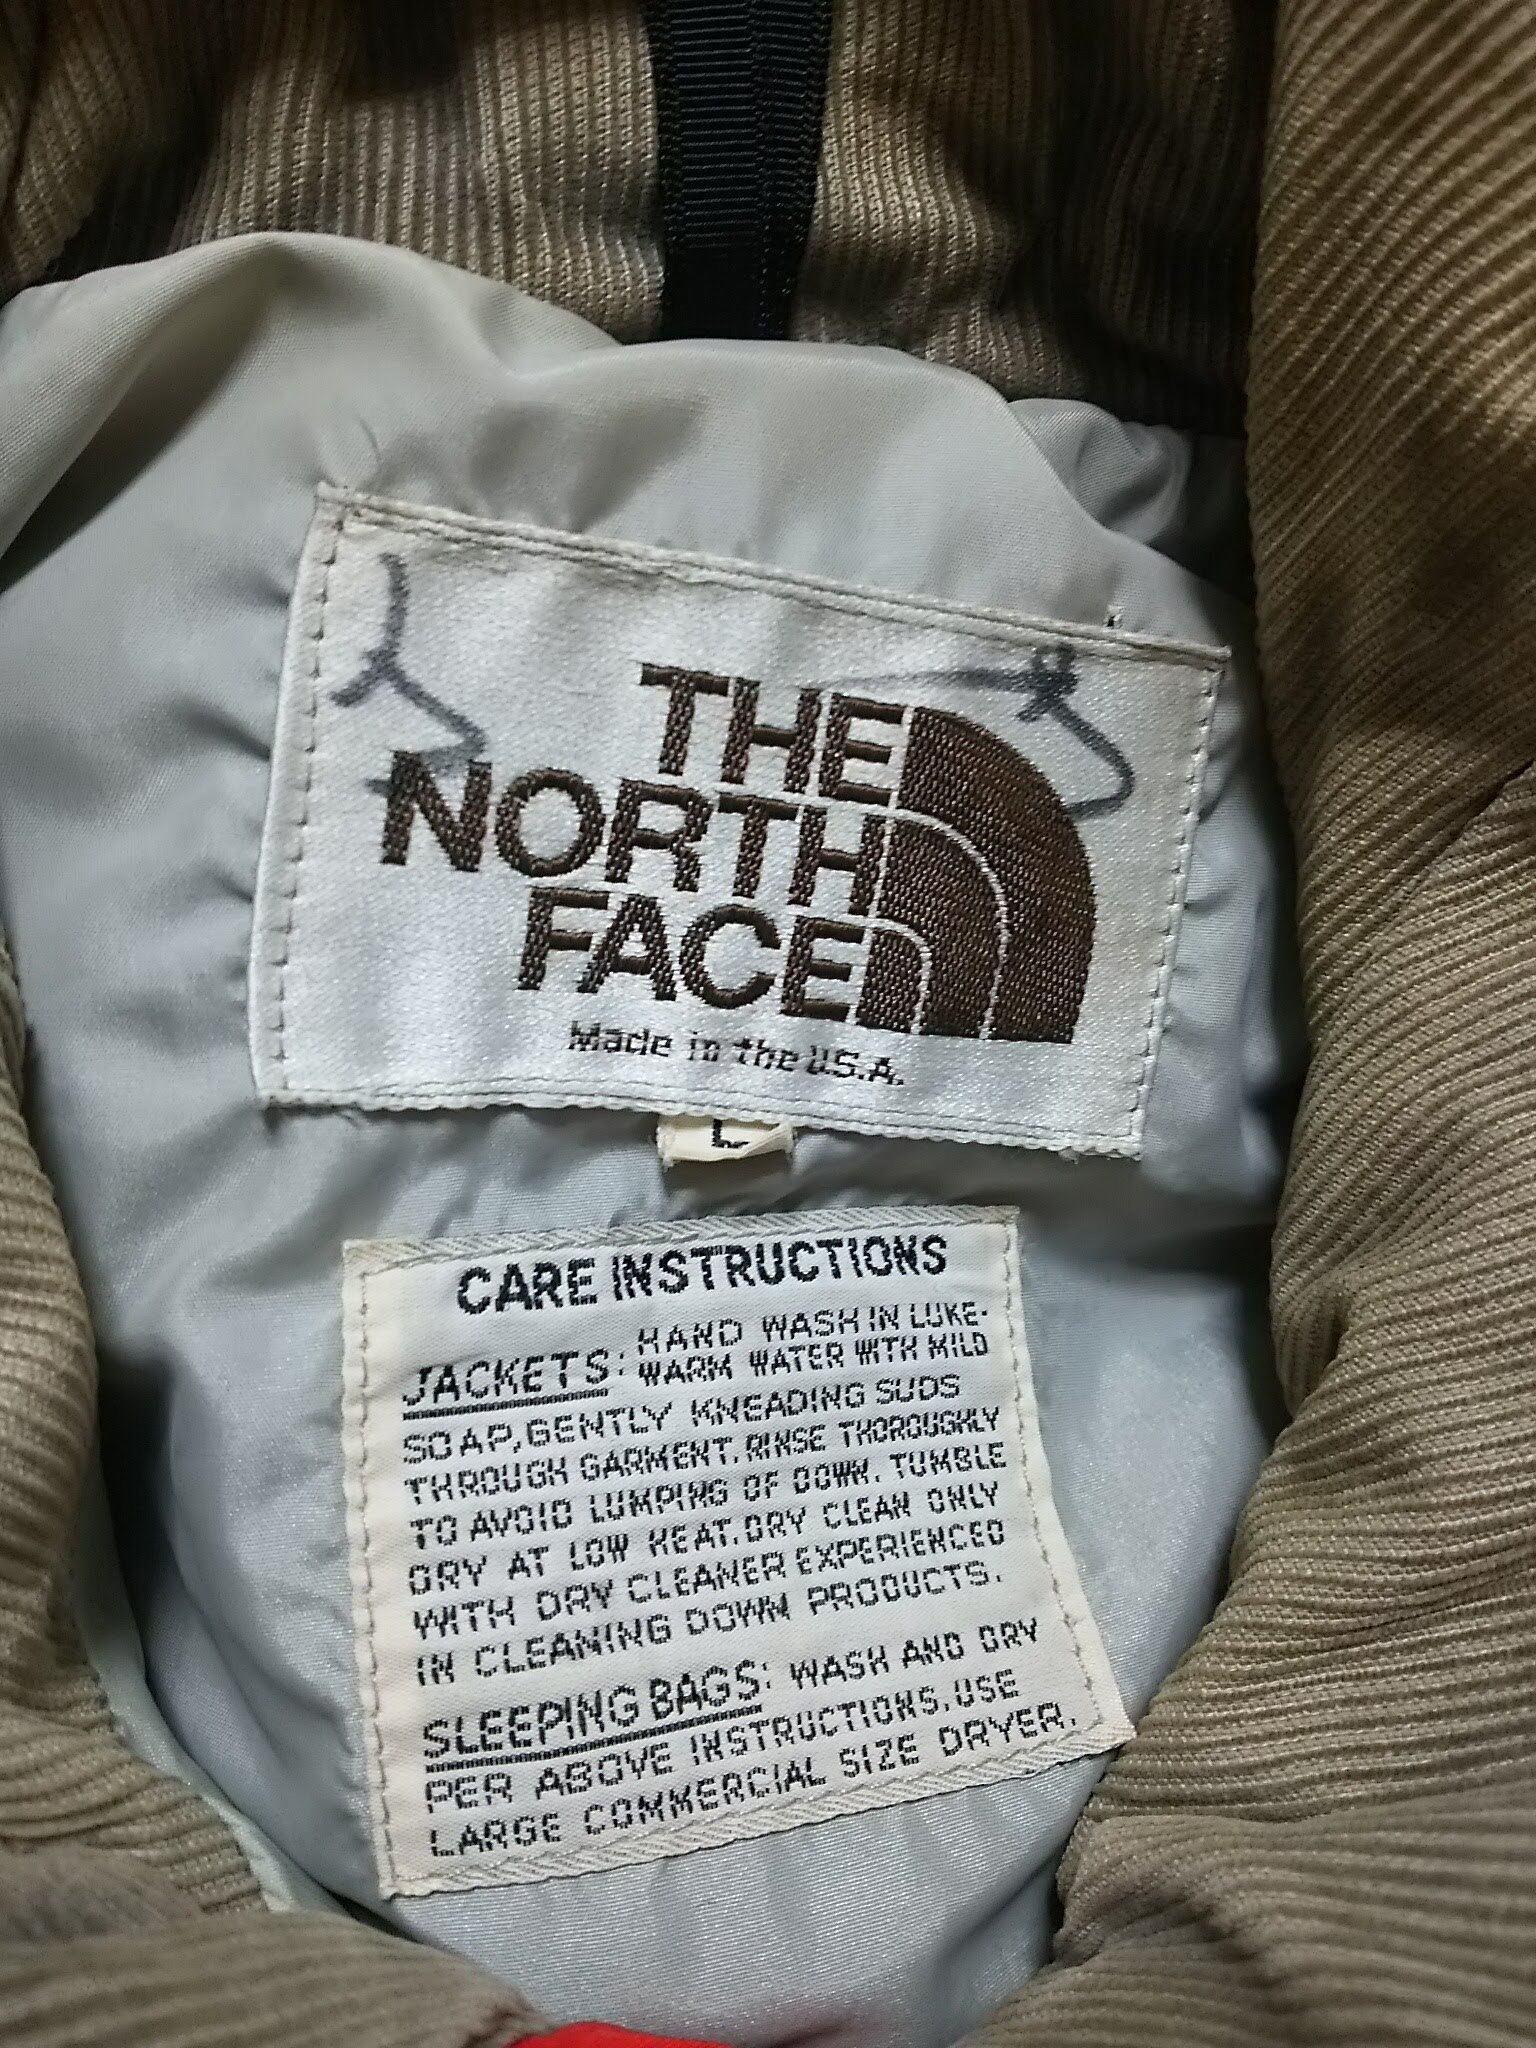 THE
NORTH
FACE
Made in the U.S.A.
L
CARE INSTRUCTIONS
JACKETS: HAND WASH IN LUKE-
WARM WATER WITH MILD
SOAP, GENTLY KNEADING SUDS
THROUGH GARMENT. RINSE THOROUGHLY
TO AVOID LUMPING OF DOWN. TUMBLE
DRY AT LOW HEAT. DRY CLEAN ONLY
WITH DRY CLEANER EXPERIENCED
IN CLEANING DOWN PRODUCTS.
SLEEPING BAGS: WASH AND DRY
PER ABOVE INSTRUCTIONS. USE
LARGE COMMERCIAL SIZE DRYER.